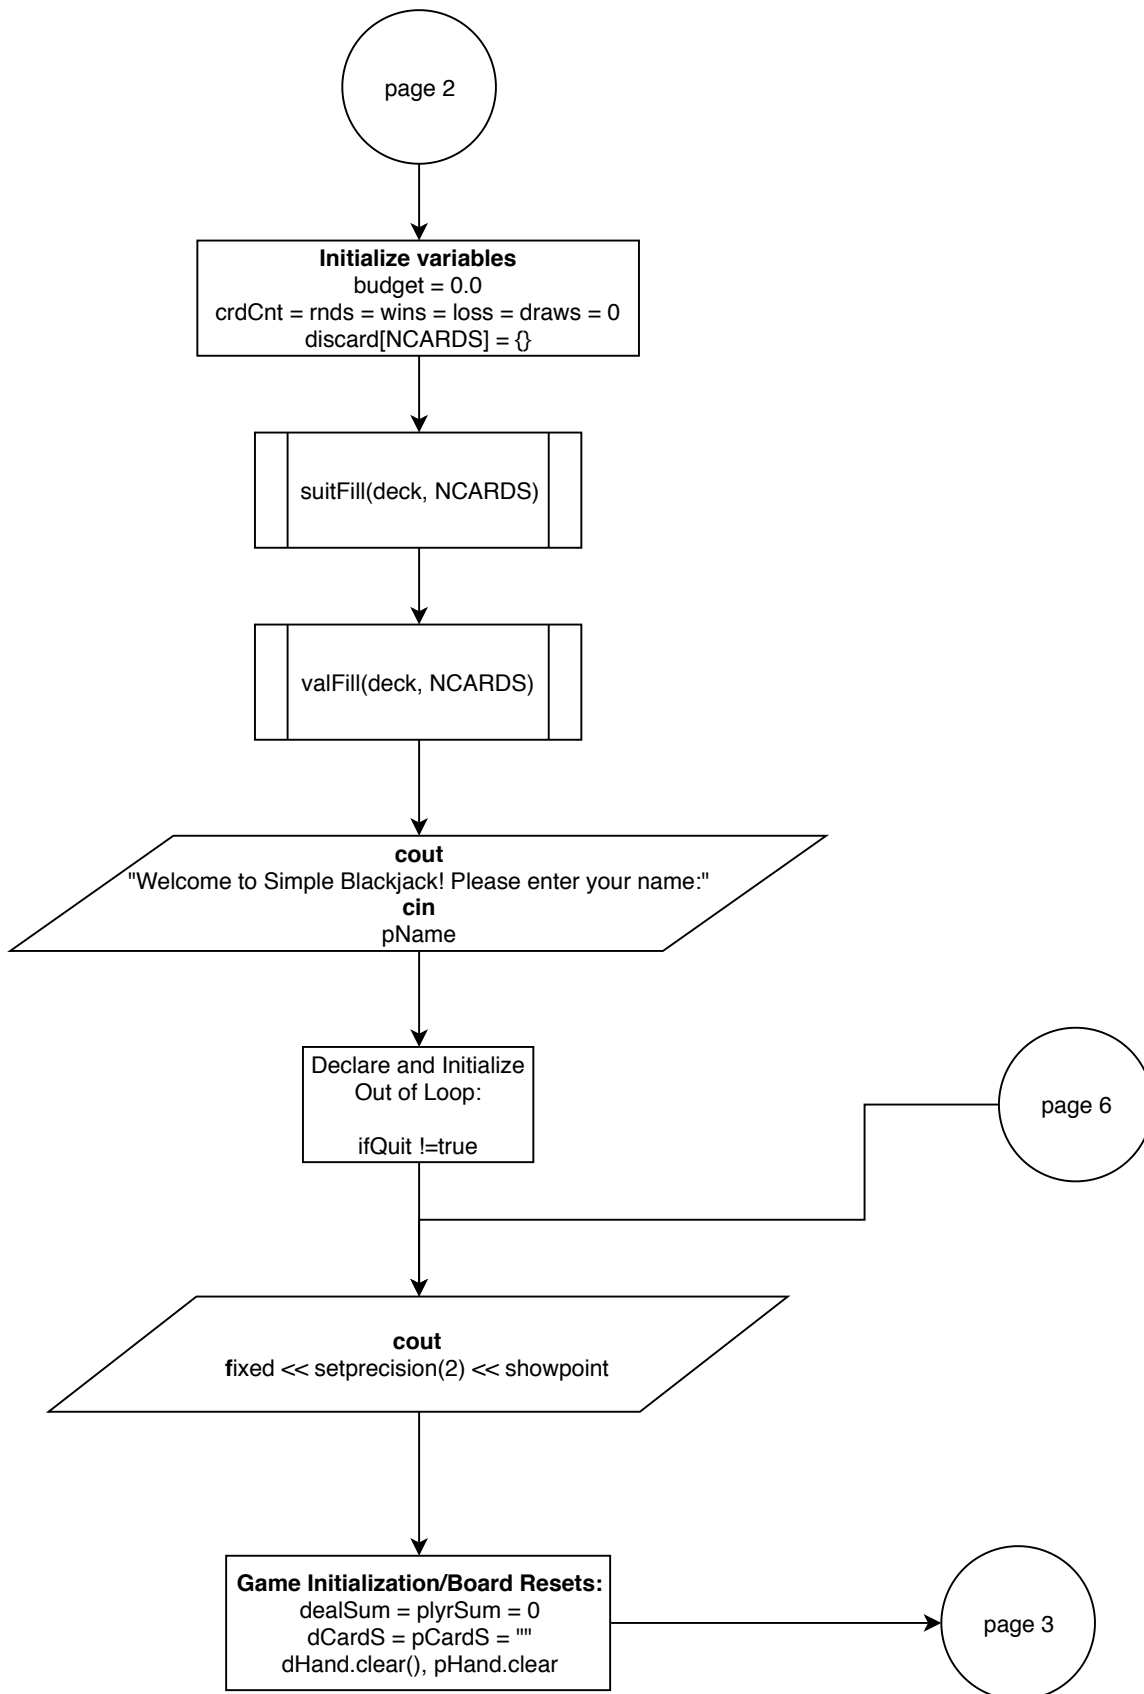 page 2
Initialize variables
budget = 0.0
crdCnt = rnds = wins = loss = draws = 0
discard[NCARDS] = {}
suitFill(deck, NCARDS)
valFill(deck, NCARDS)
cout
"Welcome to Simple Blackjack! Please enter your name:"
cin
pName
Declare and Initialize
Out of Loop:
ifQuit !=true
page 6
cout
fixed << setprecision(2) << showpoint
Game Initialization/Board Resets:
dealSum = plyrSum = 0
dCardS = pCardS = ""
dHand.clear(), pHand.clear
page 3